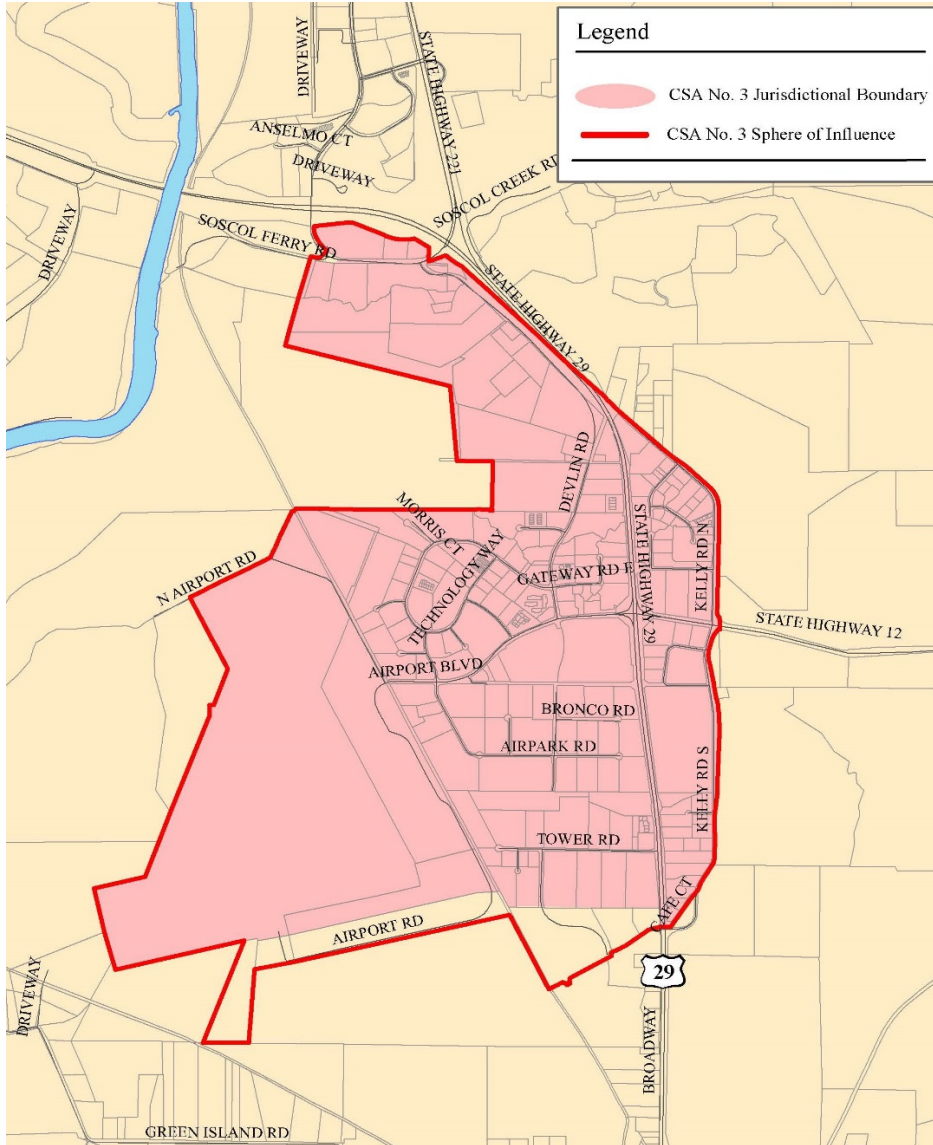 Legend
CSA No. 3 Jurisdictional Boundary
CSA No. 3 Sphere of Influence
DRIVEWAY
STATE HIGHWAY 221
ANSELMO CT
DRIVEWAY
SOSCOL CREEK RD
DRIVEWAY
SOSCOL FERRY RD
STATE HIGHWAY 29
DEVLIN RD
MORRIS CT
TECHNOLOGY WAY
STATE HIGHWAY 29
KELLY RD N
GATEWAY RD E
N AIRPORT RD
STATE HIGHWAY 12
AIRPORT BLVD
BRONCO RD
AIRPARK RD
KELLY RD S
TOWER RD
CAFE CT
AIRPORT RD
29
DRIVEWAY
BROADWAY
GREEN ISLAND RD